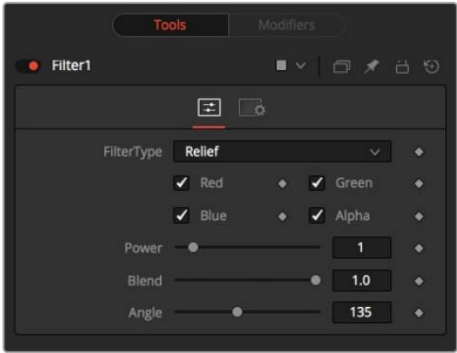 Tools Modifiers
Filter1
FilterType Relief
Red Green
Blue Alpha
Power 1
Blend 1.0
Angle 135